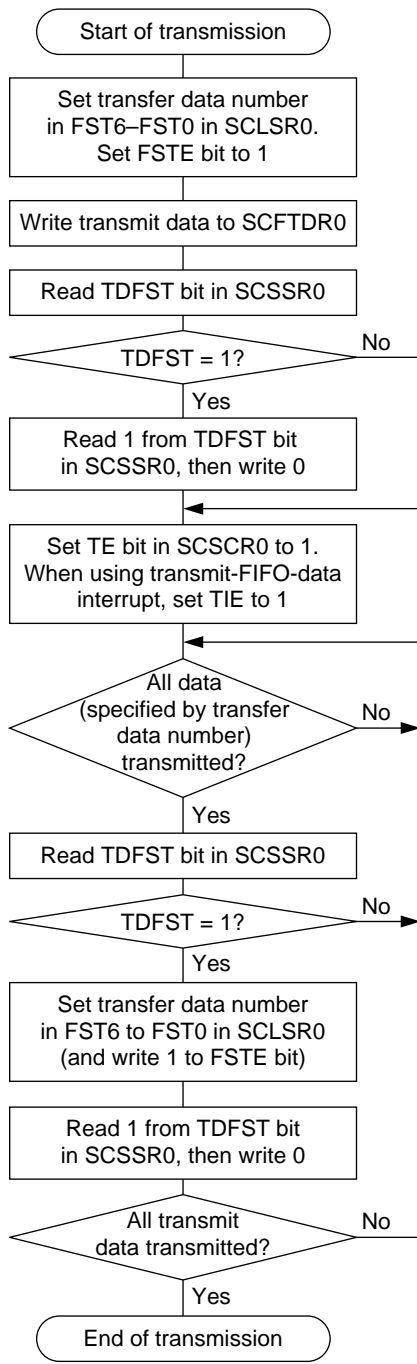 Start of transmission
Set transfer data number
in FST6–FST0 in SCLSR0.
Set FSTE bit to 1
Write transmit data to SCFTDR0
Read TDFST bit in SCSSR0
TDFST = 1?
No
Yes
Read 1 from TDFST bit
in SCSSR0, then write 0
Set TE bit in SCSCR0 to 1.
When using transmit-FIFO-data
interrupt, set TIE to 1
All data
(specified by transfer
data number)
transmitted?
No
Yes
Read TDFST bit in SCSSR0
TDFST = 1?
No
Yes
Set transfer data number
in FST6 to FST0 in SCLSR0
(and write 1 to FSTE bit)
Read 1 from TDFST bit
in SCSSR0, then write 0
All transmit
data transmitted?
No
Yes
End of transmission